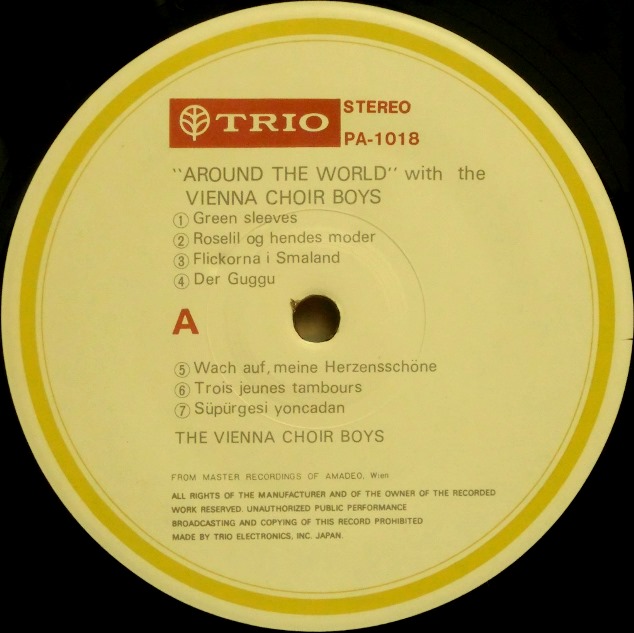 TRIO
STEREO
PA-1018
"AROUND THE WORLD" with the
VIENNA CHOIR BOYS
① Green sleeves
② Roselil og hendes moder
③ Flickorna i Smaland
④ Der Guggu
A
⑤ Wach auf, meine Herzensschöne
⑥ Trois jeunes tambours
⑦ Süpürgesi yoncadan
THE VIENNA CHOIR BOYS
FROM MASTER RECORDINGS OF AMADEO, Wien
ALL RIGHTS OF THE MANUFACTURER AND OF THE OWNER OF THE RECORDED
WORK RESERVED. UNAUTHORIZED PUBLIC PERFORMANCE
BROADCASTING AND COPYING OF THIS RECORD PROHIBITED
MADE BY TRIO ELECTRONICS, INC. JAPAN.